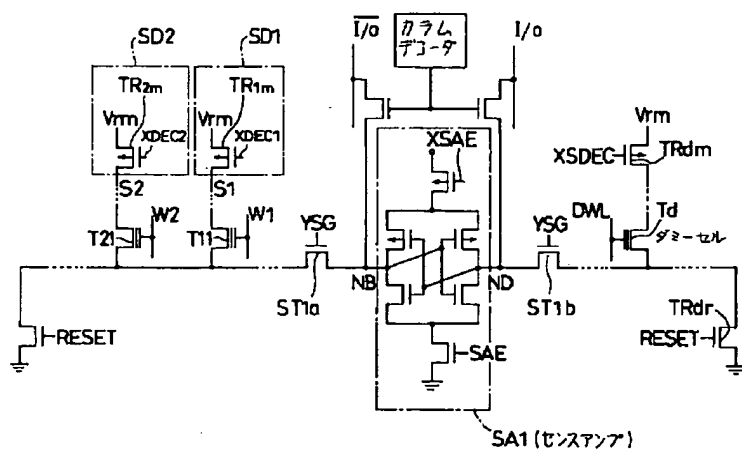 SD2
SD1
I/o
カラム
デコーダ
I/o
TR2m
TR1m
Vrm
Vrm
XDEC2
XDEC1
XSAE
Vrm
XSDEC
TRdm
S2
S1
W2
W1
YSG
YSG
DWL
Td
ダミーセル
T21
T11
NB
ND
ST1a
ST1b
TRdr
RESET
RESET
SAE
SA1 (センスアンプ)